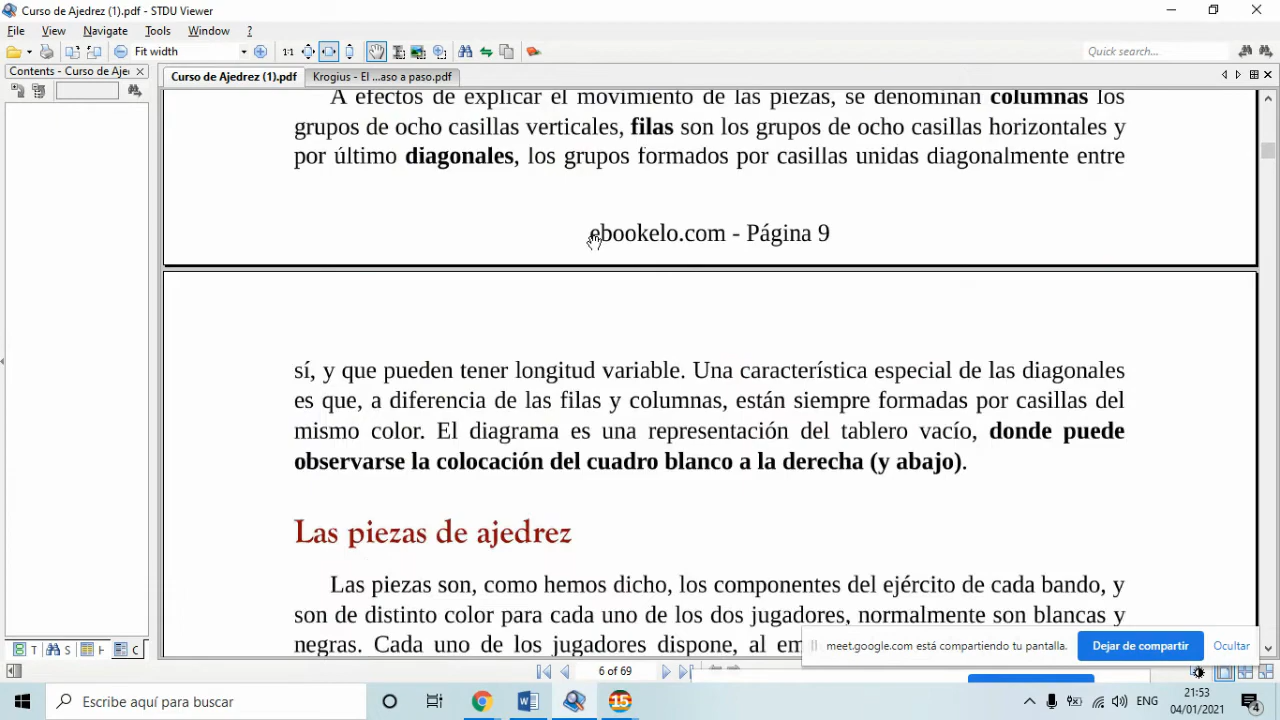 Curso de Ajedrez (1).pdf - STDU Viewer
File View Navigate Tools Window ?
Fit width
1:1
Quick search...
Contents - Curso de Ajed
Curso de Ajedrez (1).pdf
Krogius - El ...aso a paso.pdf
A efectos de explicar el movimiento de las piezas, se denominan columnas los
grupos de ocho casillas verticales, filas son los grupos de ocho casillas horizontales y
por último diagonales, los grupos formados por casillas unidas diagonalmente entre
ebookelo.com - Página 9
sí, y que pueden tener longitud variable. Una característica especial de las diagonales
es que, a diferencia de las filas y columnas, están siempre formadas por casillas del
mismo color. El diagrama es una representación del tablero vacío, donde puede
observarse la colocación del cuadro blanco a la derecha (y abajo).
Las piezas de ajedrez
Las piezas son, como hemos dicho, los componentes del ejército de cada bando, y
son de distinto color para cada uno de los dos jugadores, normalmente son blancas y
negras. Cada uno de los jugadores dispone, al em
meet.google.com está compartiendo tu pantalla.
Dejar de compartir
Ocultar
T S H C
6 of 69
Escribe aquí para buscar
15
ENG
21:53
04/01/2021
4